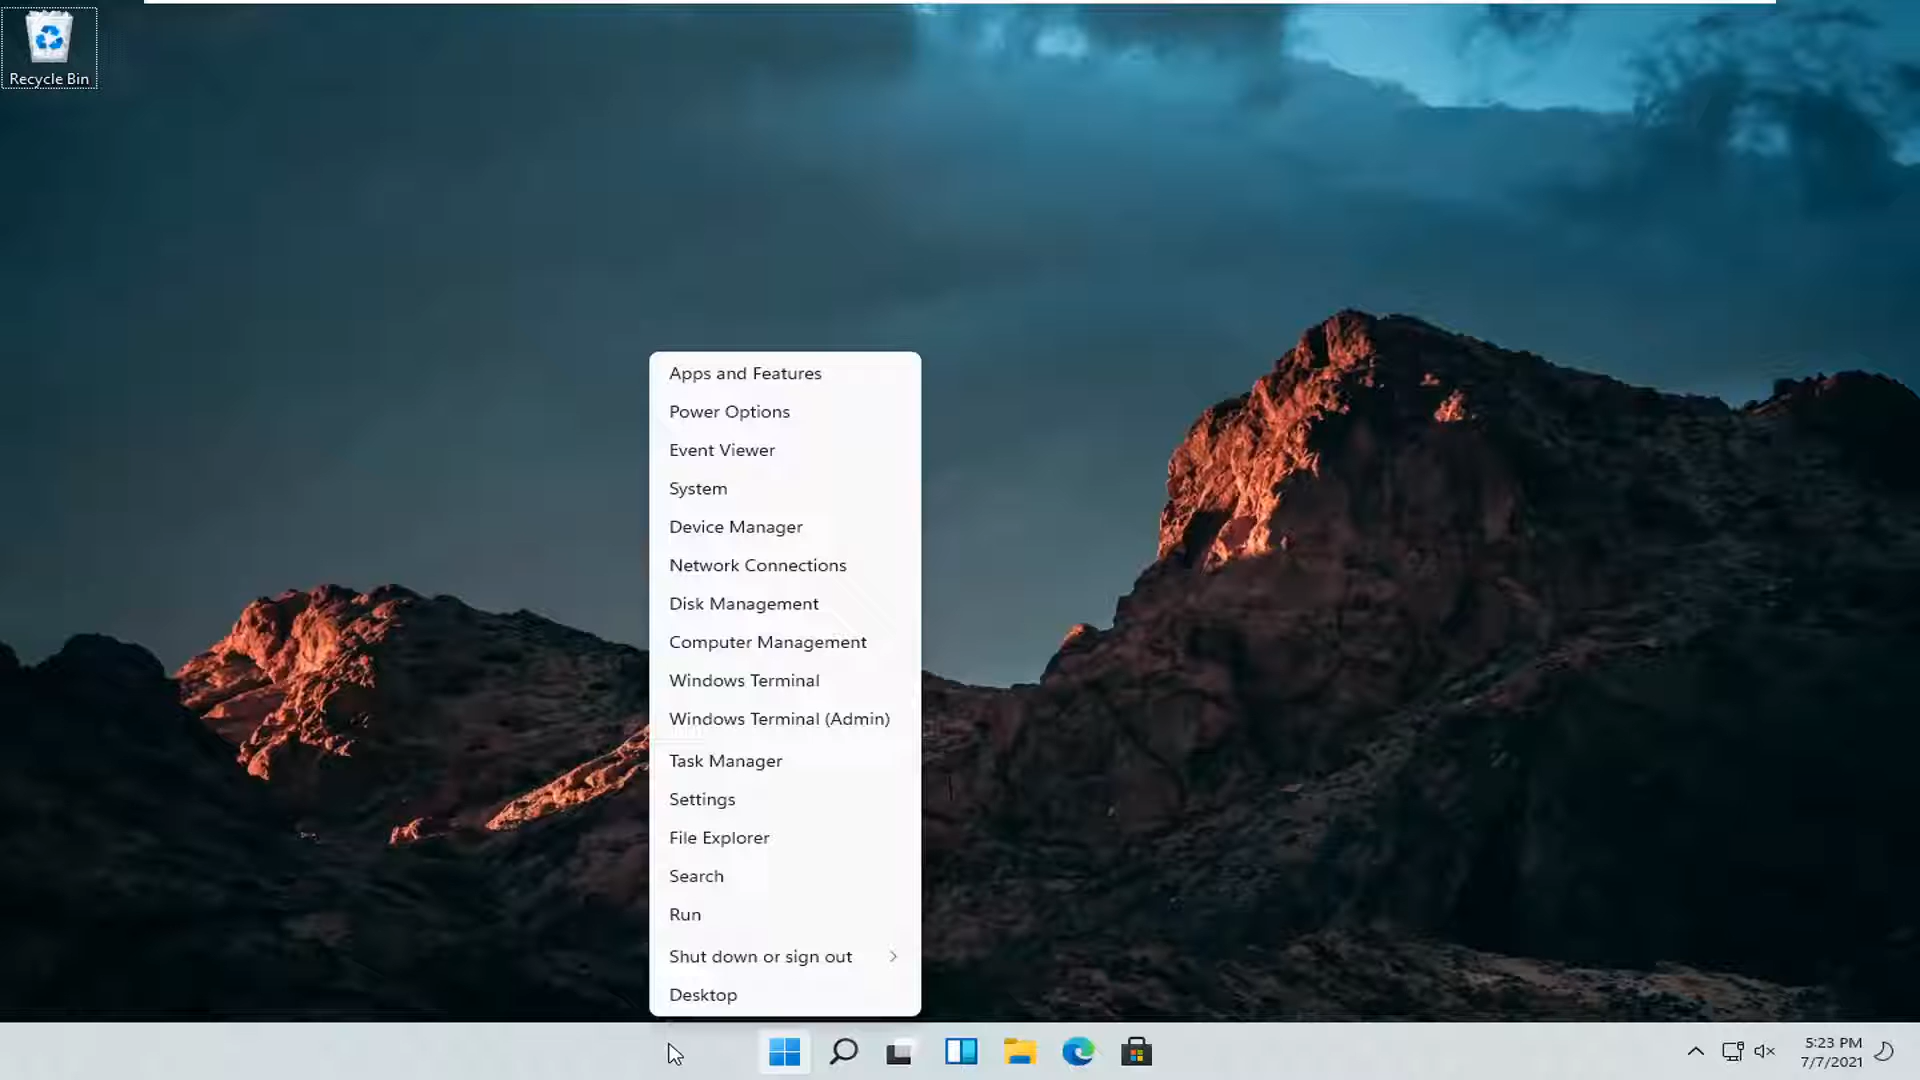 Recycle Bin
Apps and Features
Power Options
Event Viewer
System
Device Manager
Network Connections
Disk Management
Computer Management
Windows Terminal
Windows Terminal (Admin)
Task Manager
Settings
File Explorer
Search
Run
Shut down or sign out
Desktop
5:23 PM
7/7/2021